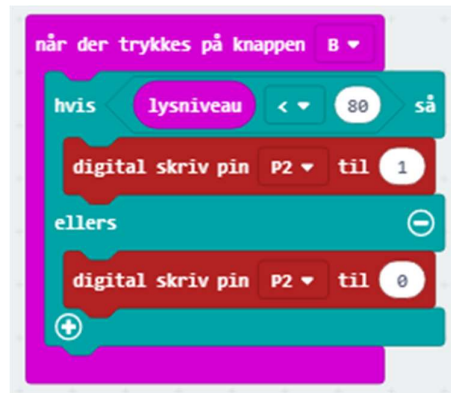 når der trykkes på knappen B
hvis lysniveau < 80 så
digital skriv pin P2 til 1
ellers
digital skriv pin P2 til 0